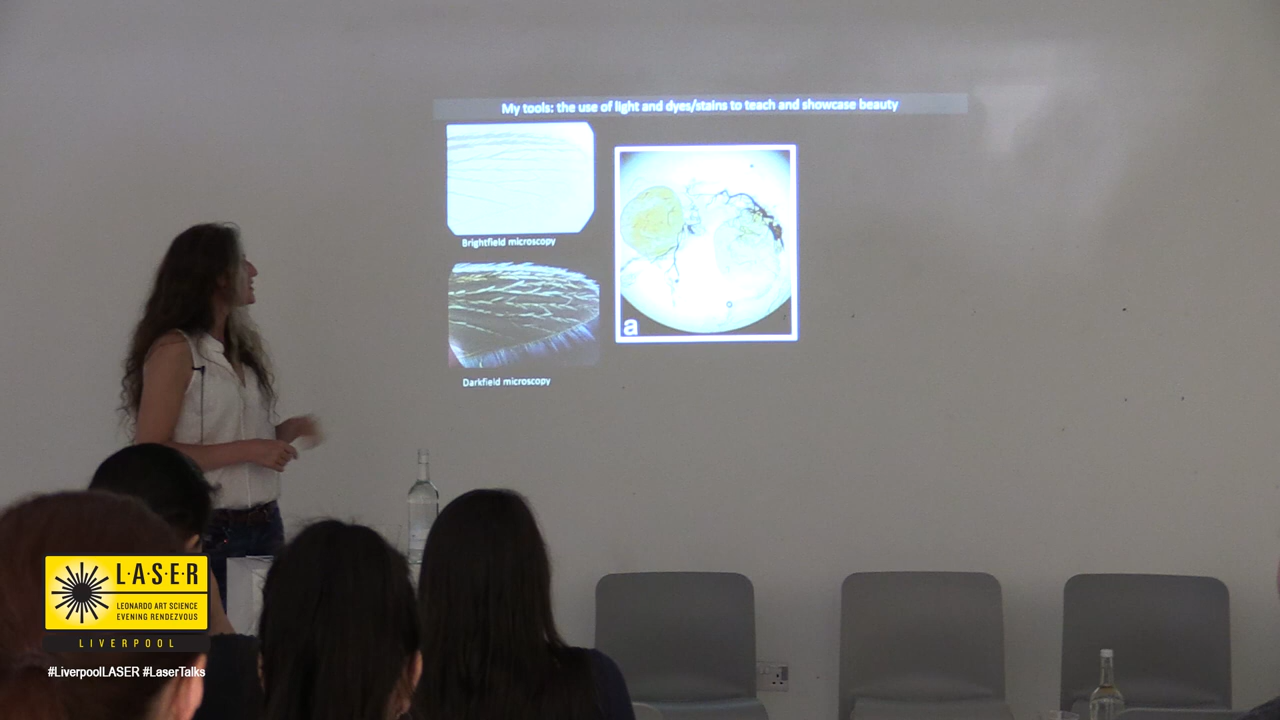 My tools: the use of light and dyes/stains to teach and showcase beauty
Brightfield microscopy
Darkfield microscopy
a
L·A·S·E·R
LEONARDO ART SCIENCE
EVENING RENDEZVOUS
LIVERPOOL
#LiverpoolLASER #LaserTalks